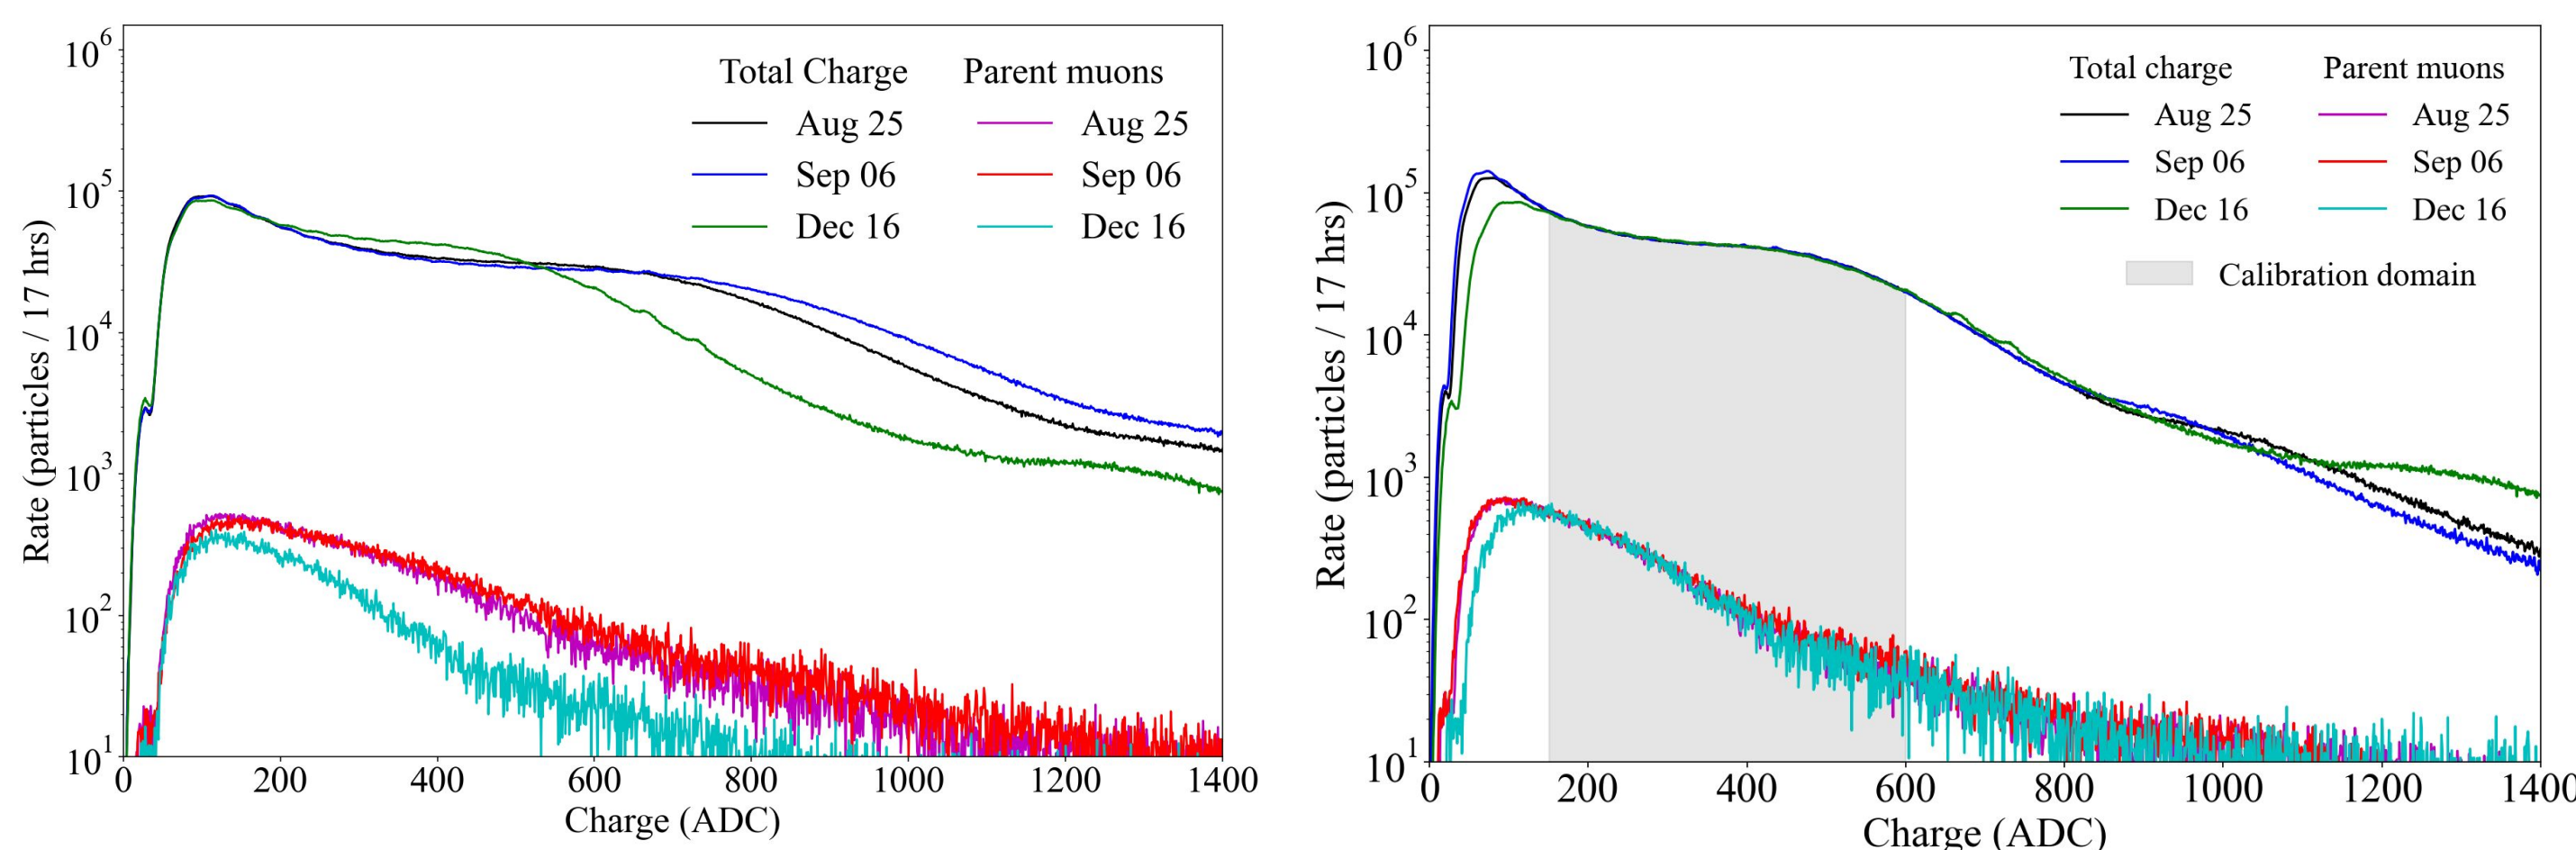 Total Charge Parent muons
Aug 25 Aug 25
Sep 06 Sep 06
Dec 16 Dec 16
Rate (particles / 17 hrs)
10^6
10^5
10^4
10^3
10^2
10^1
0 200 400 600 800 1000 1200 1400
Charge (ADC)
Total charge Parent muons
Aug 25 Aug 25
Sep 06 Sep 06
Dec 16 Dec 16
Calibration domain
Rate (particles / 17 hrs)
10^6
10^5
10^4
10^3
10^2
10^1
0 200 400 600 800 1000 1200 1400
Charge (ADC)